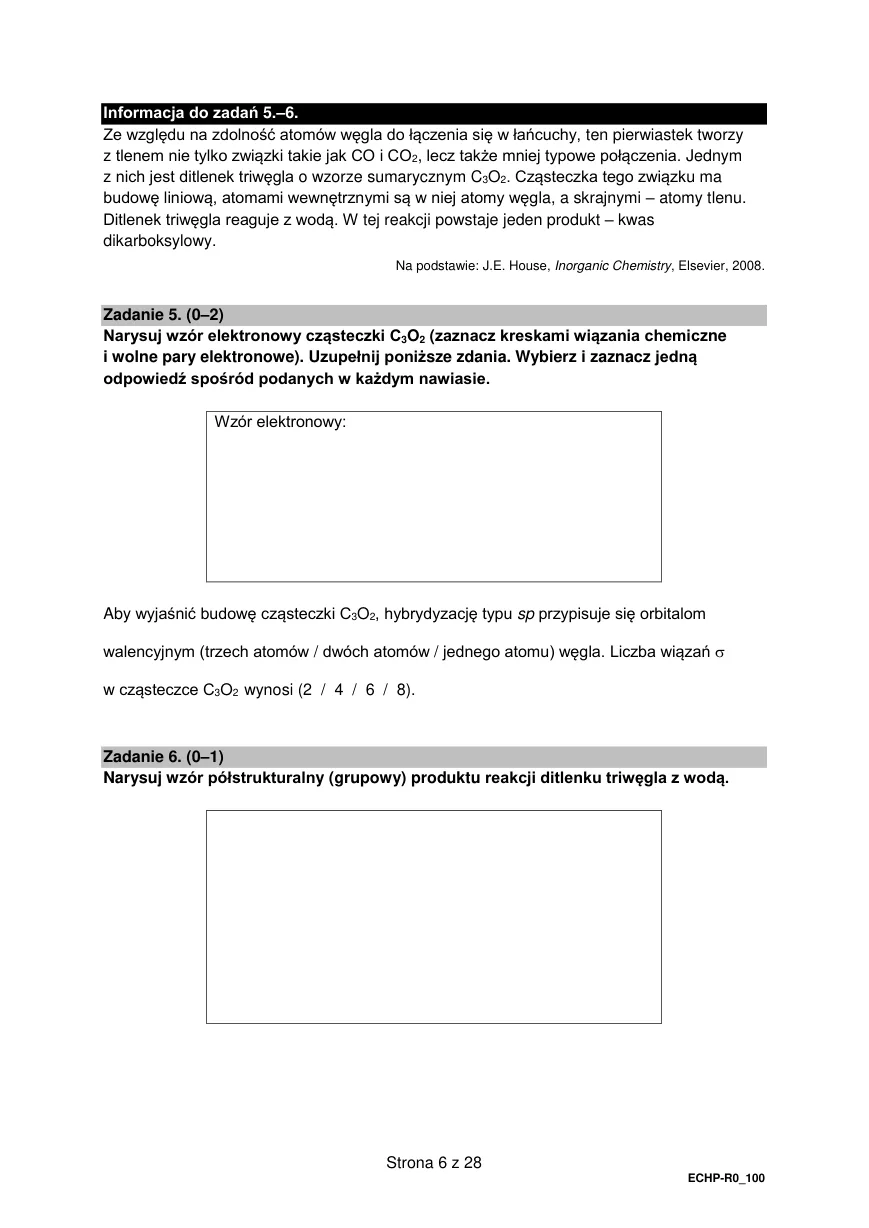 Informacja do zadań 5.–6.
Ze względu na zdolność atomów węgla do łączenia się w łańcuchy, ten pierwiastek tworzy
z tlenem nie tylko związki takie jak CO i CO₂, lecz także mniej typowe połączenia. Jednym
z nich jest ditlenek triwęgla o wzorze sumarycznym C₃O₂. Cząsteczka tego związku ma
budowę liniową, atomami wewnętrznymi są w niej atomy węgla, a skrajnymi – atomy tlenu.
Ditlenek triwęgla reaguje z wodą. W tej reakcji powstaje jeden produkt – kwas
dikarboksylowy.
Na podstawie: J.E. House, Inorganic Chemistry, Elsevier, 2008.
Zadanie 5. (0–2)
Narysuj wzór elektronowy cząsteczki C₃O₂ (zaznacz kreskami wiązania chemiczne
i wolne pary elektronowe). Uzupełnij poniższe zdania. Wybierz i zaznacz jedną
odpowiedź spośród podanych w każdym nawiasie.
Wzór elektronowy:
Aby wyjaśnić budowę cząsteczki C₃O₂, hybrydyzację typu sp przypisuje się orbitalom
walencyjnym (trzech atomów / dwóch atomów / jednego atomu) węgla. Liczba wiązań σ
w cząsteczce C₃O₂ wynosi (2 / 4 / 6 / 8).
Zadanie 6. (0–1)
Narysuj wzór półstrukturalny (grupowy) produktu reakcji ditlenku triwęgla z wodą.
Strona 6 z 28
ECHP-R0_100